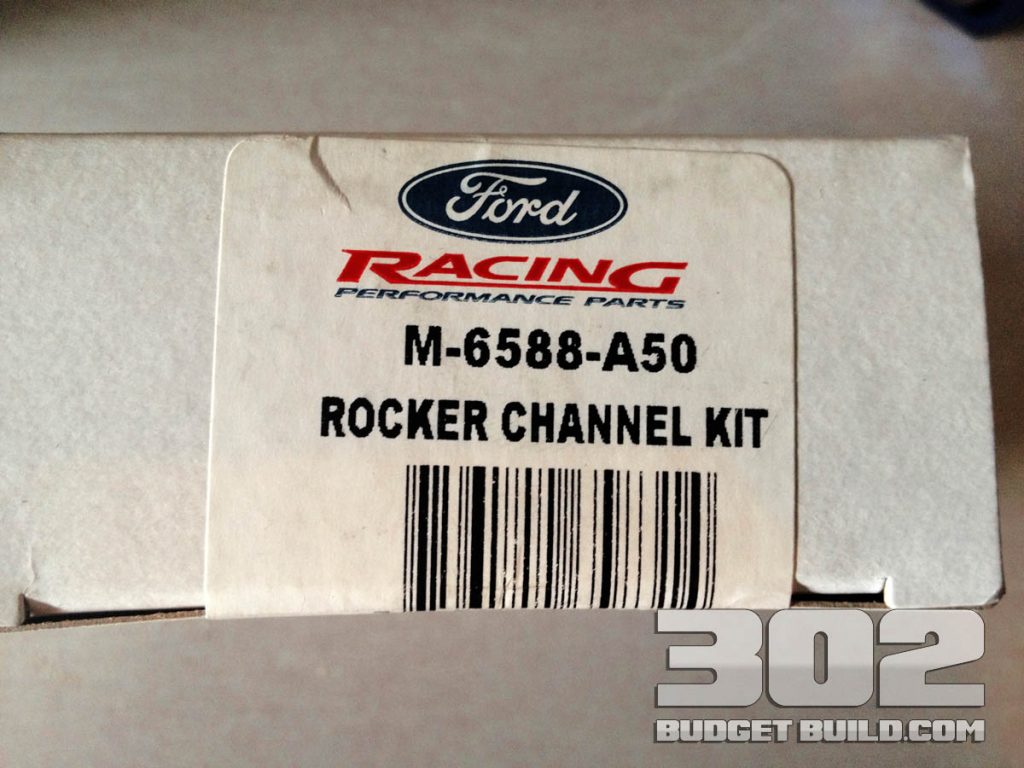 Ford
RACING
PERFORMANCE PARTS
M-6588-A50
ROCKER CHANNEL KIT
302
BUDGET BUILD.COM